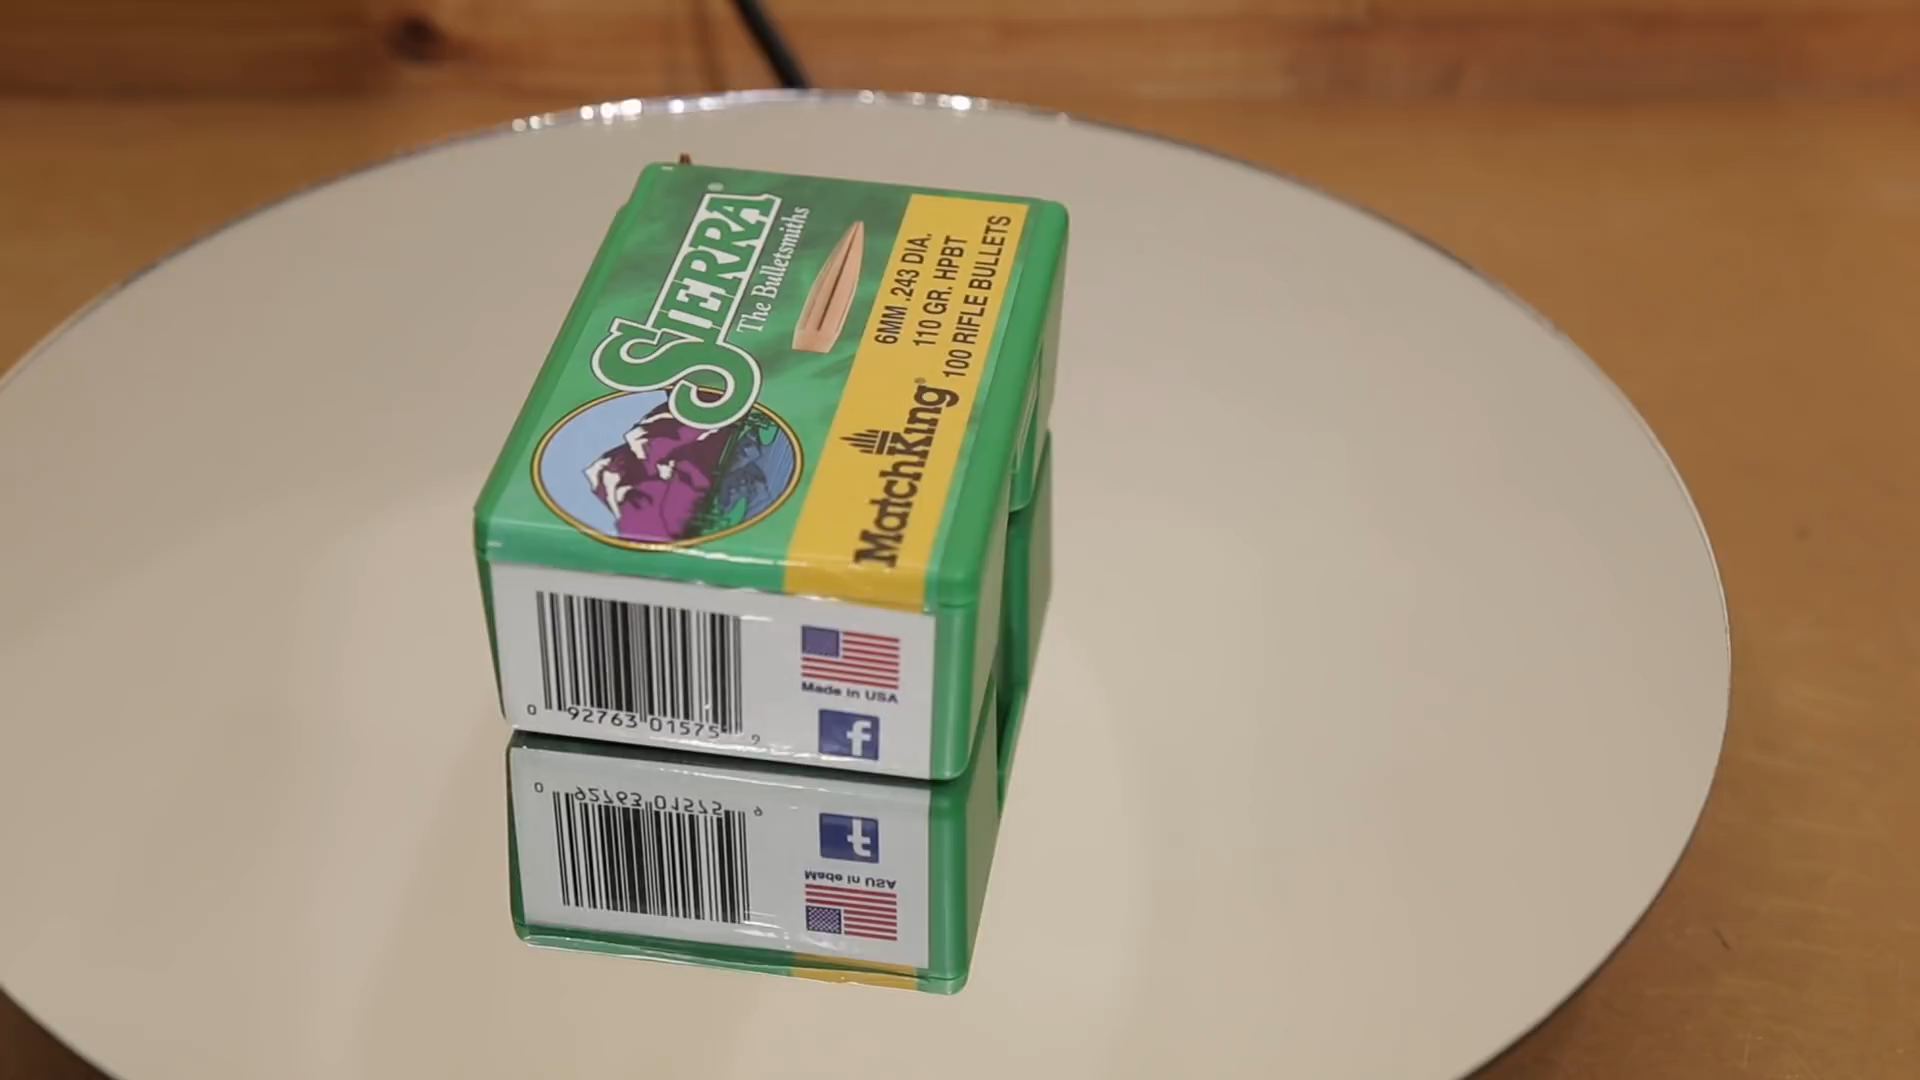 SIERRA®
The Bulletsmiths
6MM .243 DIA.
110 GR. HPBT
100 RIFLE BULLETS
MatchKing®
Made in USA
f
0 92763 01575 9